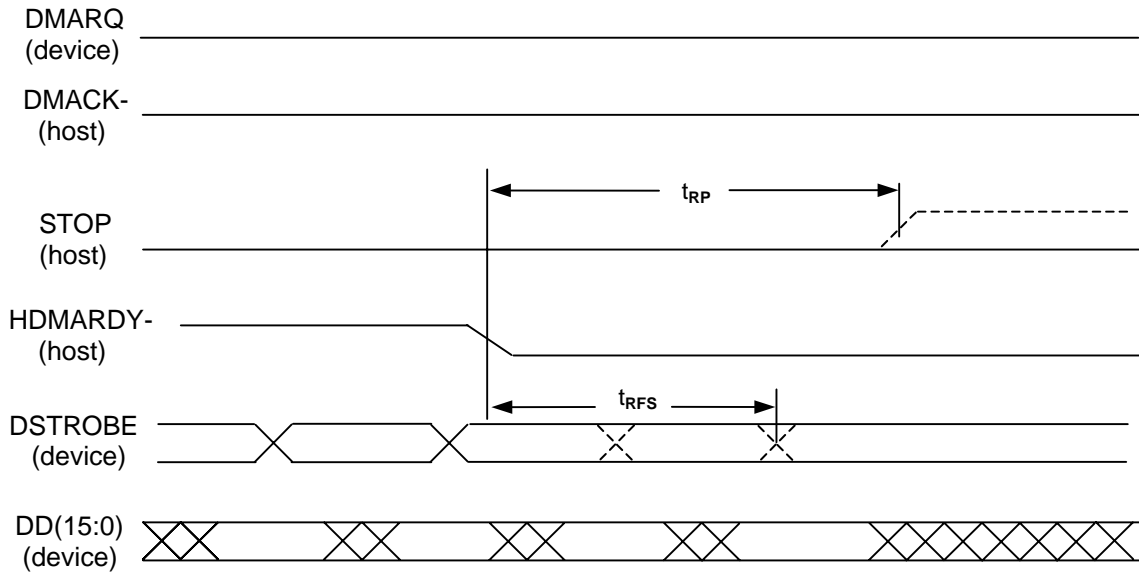 DMARQ
(device)
DMACK-
(host)
tRP
STOP
(host)
HDMARDY-
(host)
tRFS
DSTROBE
(device)
DD(15:0)
(device)